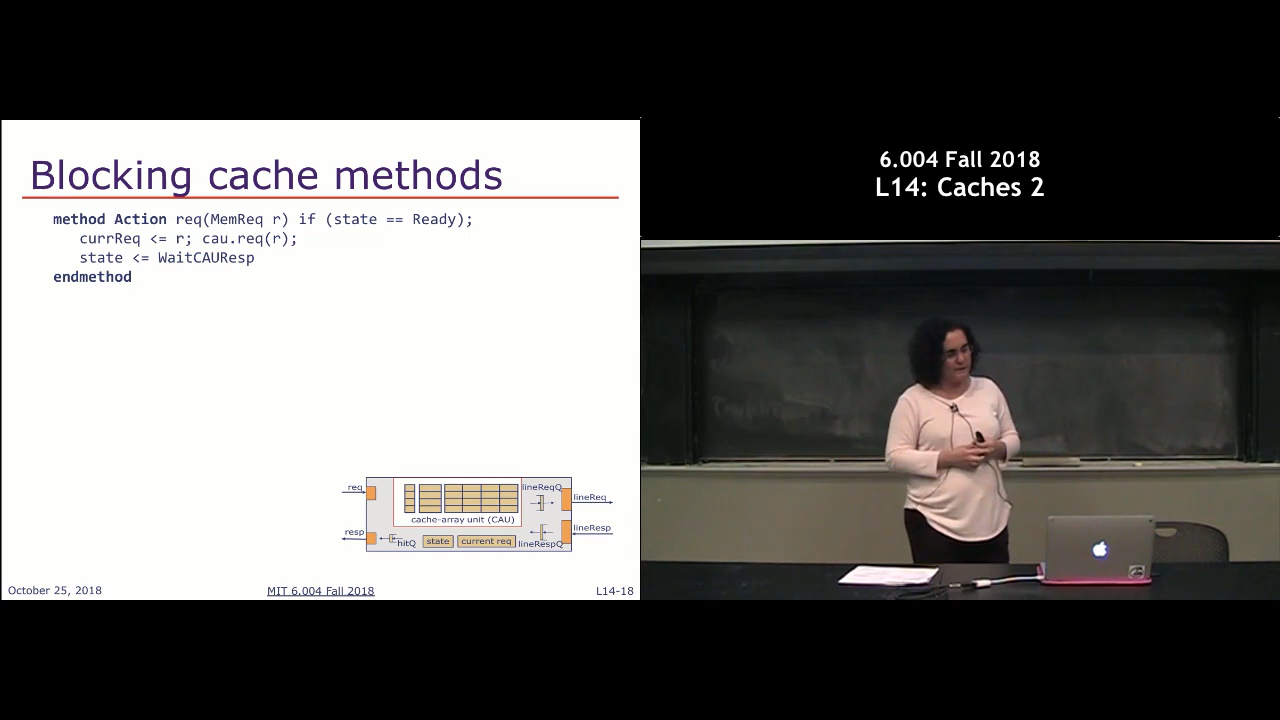 Blocking cache methods
method Action req(MemReq r) if (state == Ready);
currReq <= r; cau.req(r);
state <= WaitCAUResp
endmethod
req
resp
cache-array unit (CAU)
hitQ
state
current req
lineReqQ
lineRespQ
lineReq
lineResp
October 25, 2018
MIT 6.004 Fall 2018
L14-18
6.004 Fall 2018
L14: Caches 2